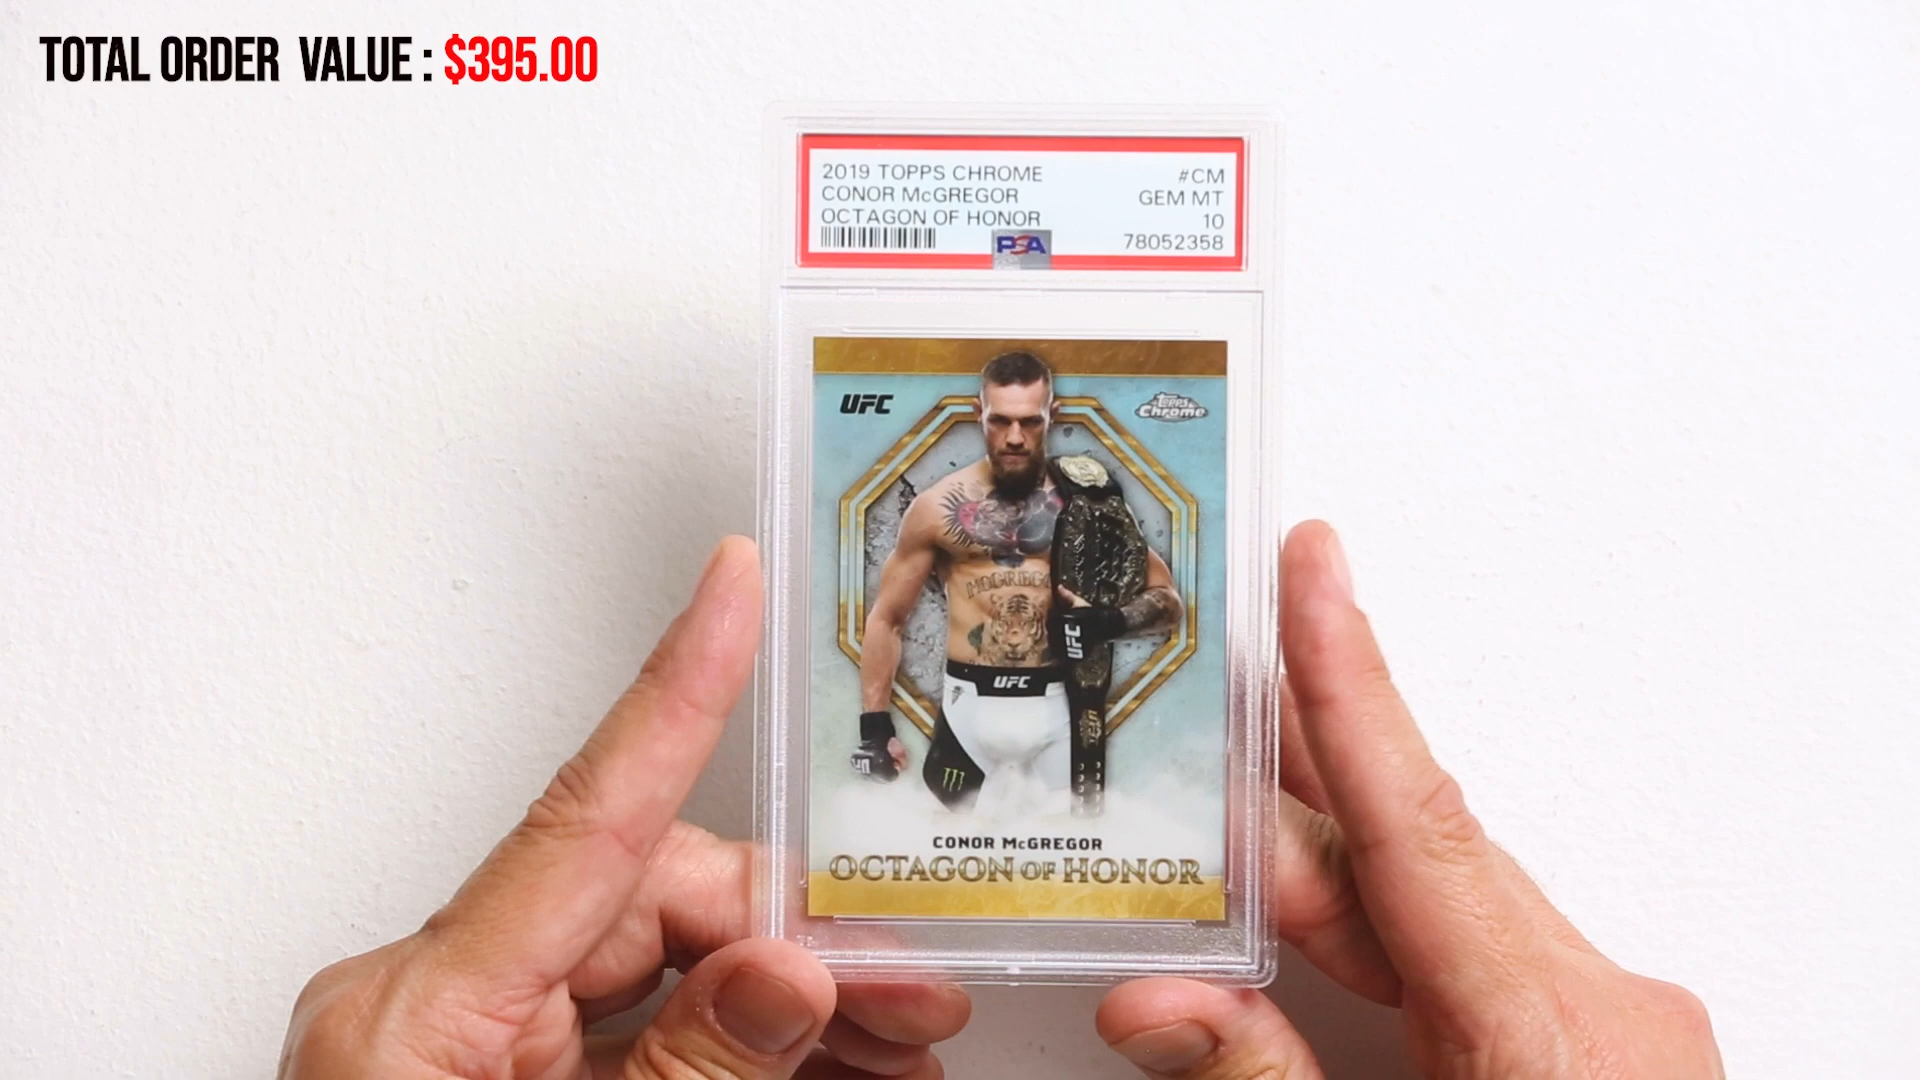 TOTAL ORDER VALUE : $395.00
2019 TOPPS CHROME #CM
CONOR McGREGOR GEM MT
OCTAGON OF HONOR 10
PSA 78052358
UFC Topps Chrome
McGREGOR
UFC
UFC
CONOR McGREGOR
OCTAGON OF HONOR